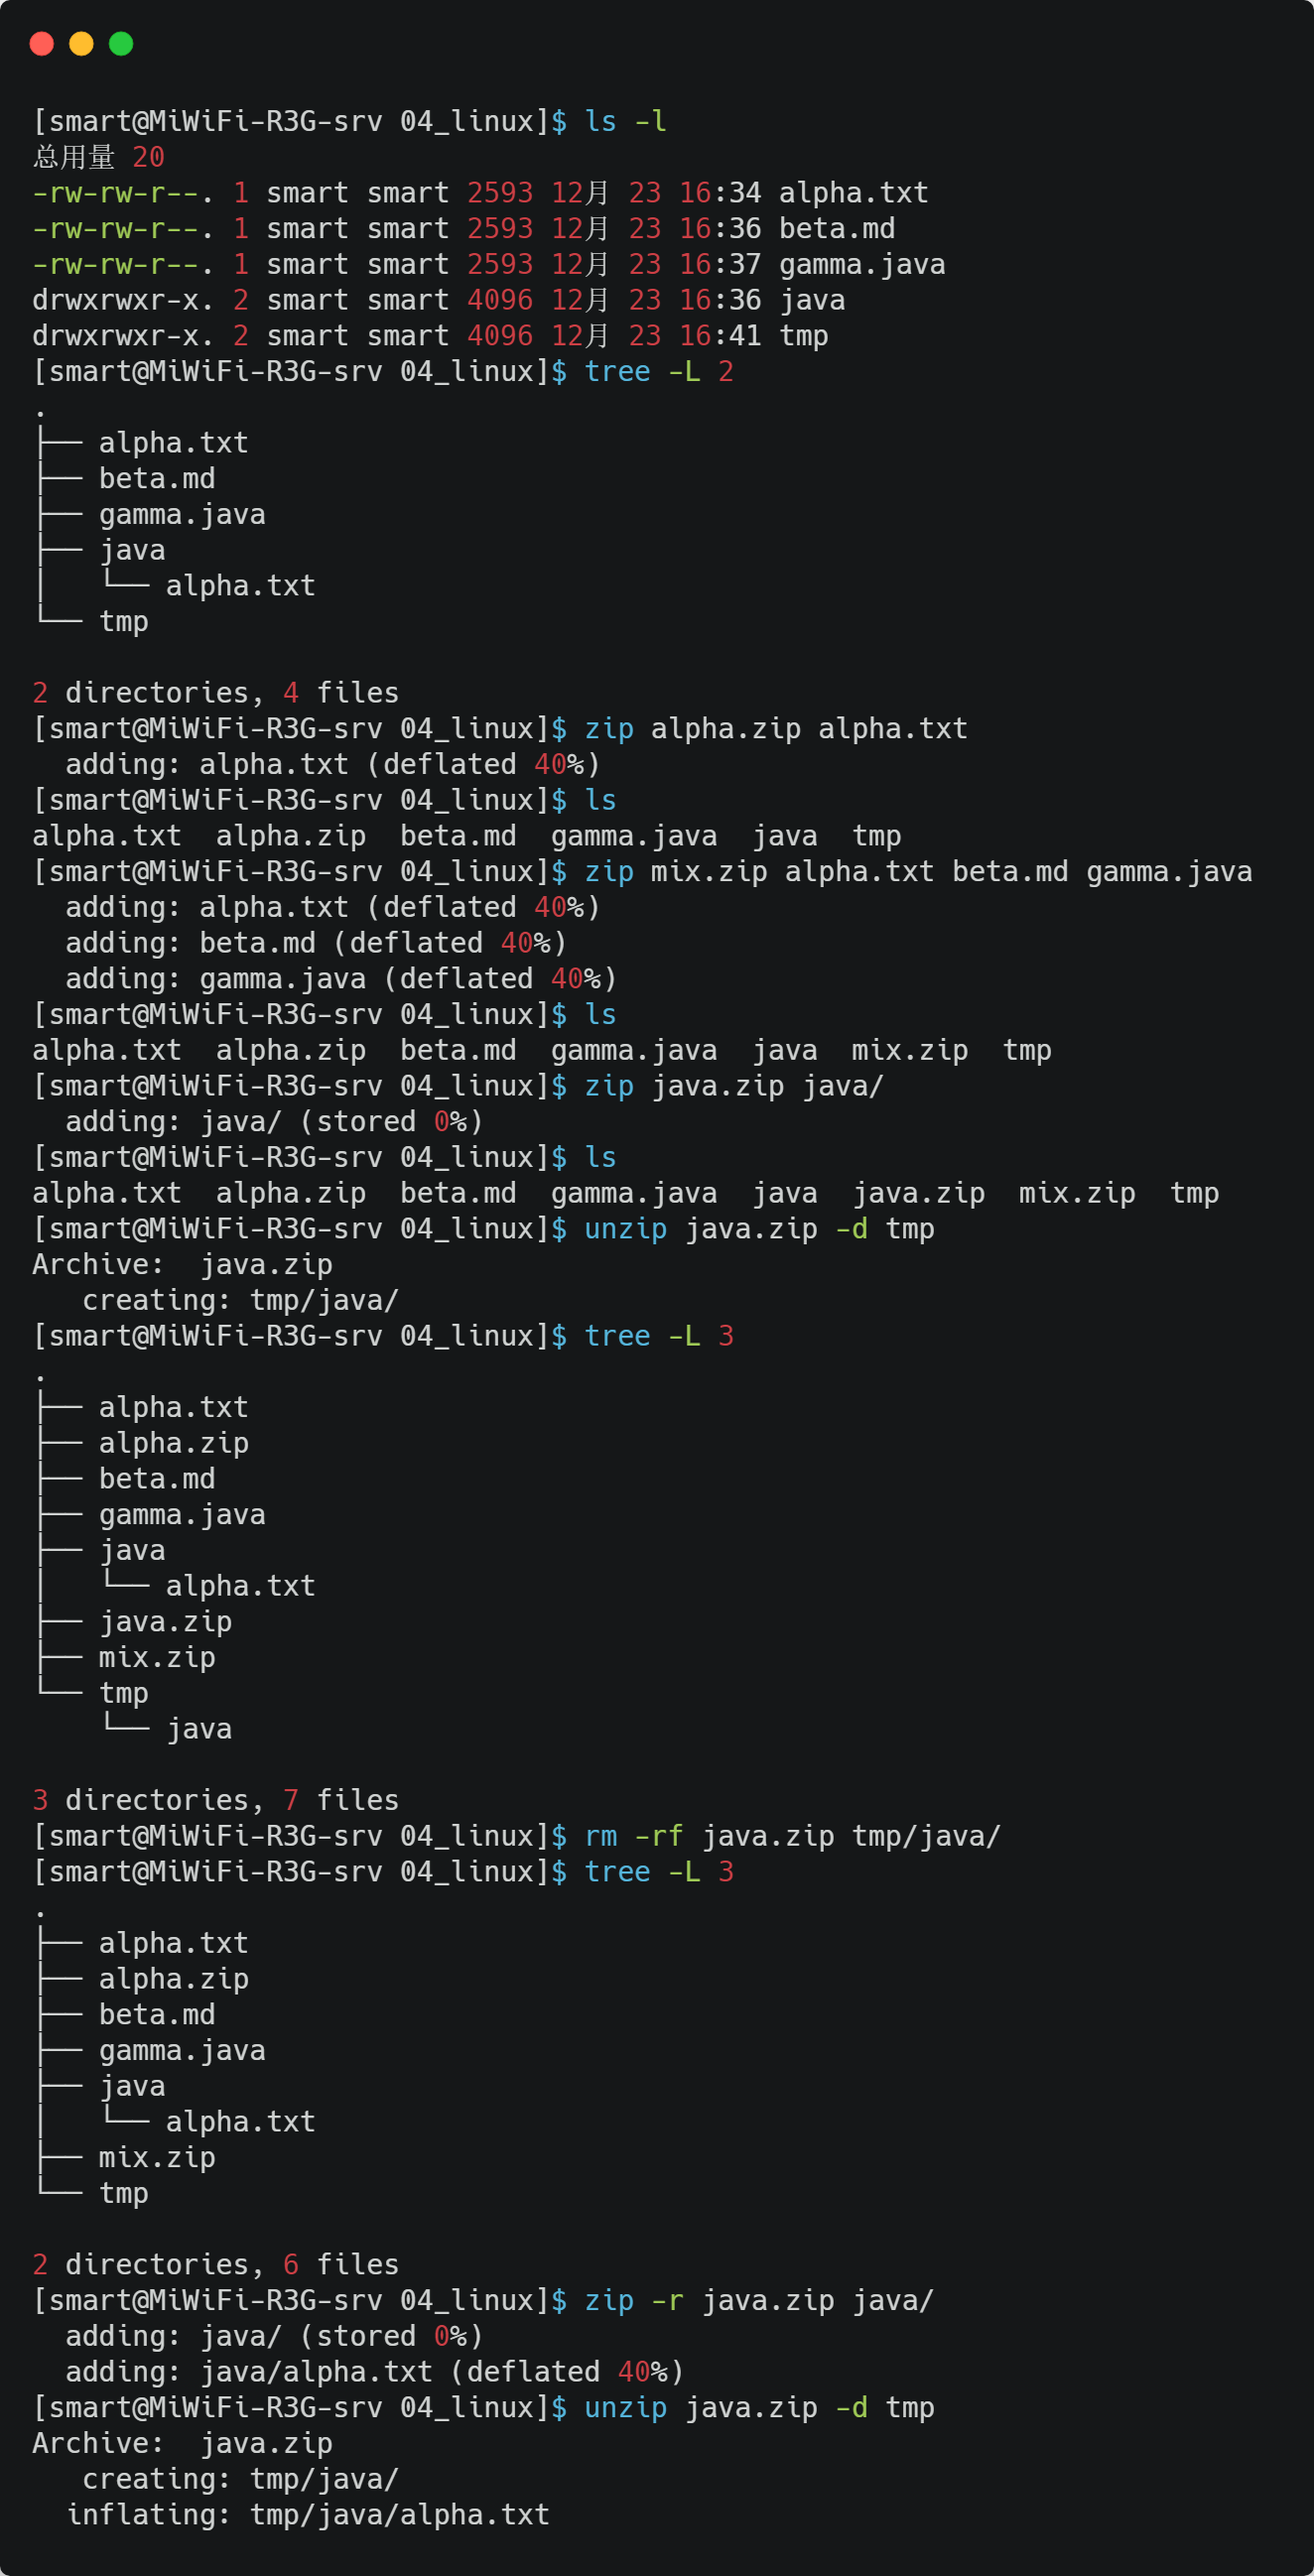 [smart@MiWiFi-R3G-srv 04_linux]$ ls -l
总用量 20
-rw-rw-r--. 1 smart smart 2593 12月 23 16:34 alpha.txt
-rw-rw-r--. 1 smart smart 2593 12月 23 16:36 beta.md
-rw-rw-r--. 1 smart smart 2593 12月 23 16:37 gamma.java
drwxrwxr-x. 2 smart smart 4096 12月 23 16:36 java
drwxrwxr-x. 2 smart smart 4096 12月 23 16:41 tmp
[smart@MiWiFi-R3G-srv 04_linux]$ tree -L 2
.
├── alpha.txt
├── beta.md
├── gamma.java
├── java
│   └── alpha.txt
└── tmp

2 directories, 4 files
[smart@MiWiFi-R3G-srv 04_linux]$ zip alpha.zip alpha.txt
  adding: alpha.txt (deflated 40%)
[smart@MiWiFi-R3G-srv 04_linux]$ ls
alpha.txt  alpha.zip  beta.md  gamma.java  java  tmp
[smart@MiWiFi-R3G-srv 04_linux]$ zip mix.zip alpha.txt beta.md gamma.java
  adding: alpha.txt (deflated 40%)
  adding: beta.md (deflated 40%)
  adding: gamma.java (deflated 40%)
[smart@MiWiFi-R3G-srv 04_linux]$ ls
alpha.txt  alpha.zip  beta.md  gamma.java  java  mix.zip  tmp
[smart@MiWiFi-R3G-srv 04_linux]$ zip java.zip java/
  adding: java/ (stored 0%)
[smart@MiWiFi-R3G-srv 04_linux]$ ls
alpha.txt  alpha.zip  beta.md  gamma.java  java  java.zip  mix.zip  tmp
[smart@MiWiFi-R3G-srv 04_linux]$ unzip java.zip -d tmp
Archive:  java.zip
   creating: tmp/java/
[smart@MiWiFi-R3G-srv 04_linux]$ tree -L 3
.
├── alpha.txt
├── alpha.zip
├── beta.md
├── gamma.java
├── java
│   └── alpha.txt
├── java.zip
├── mix.zip
└── tmp
    └── java

3 directories, 7 files
[smart@MiWiFi-R3G-srv 04_linux]$ rm -rf java.zip tmp/java/
[smart@MiWiFi-R3G-srv 04_linux]$ tree -L 3
.
├── alpha.txt
├── alpha.zip
├── beta.md
├── gamma.java
├── java
│   └── alpha.txt
├── mix.zip
└── tmp

2 directories, 6 files
[smart@MiWiFi-R3G-srv 04_linux]$ zip -r java.zip java/
  adding: java/ (stored 0%)
  adding: java/alpha.txt (deflated 40%)
[smart@MiWiFi-R3G-srv 04_linux]$ unzip java.zip -d tmp
Archive:  java.zip
   creating: tmp/java/
  inflating: tmp/java/alpha.txt